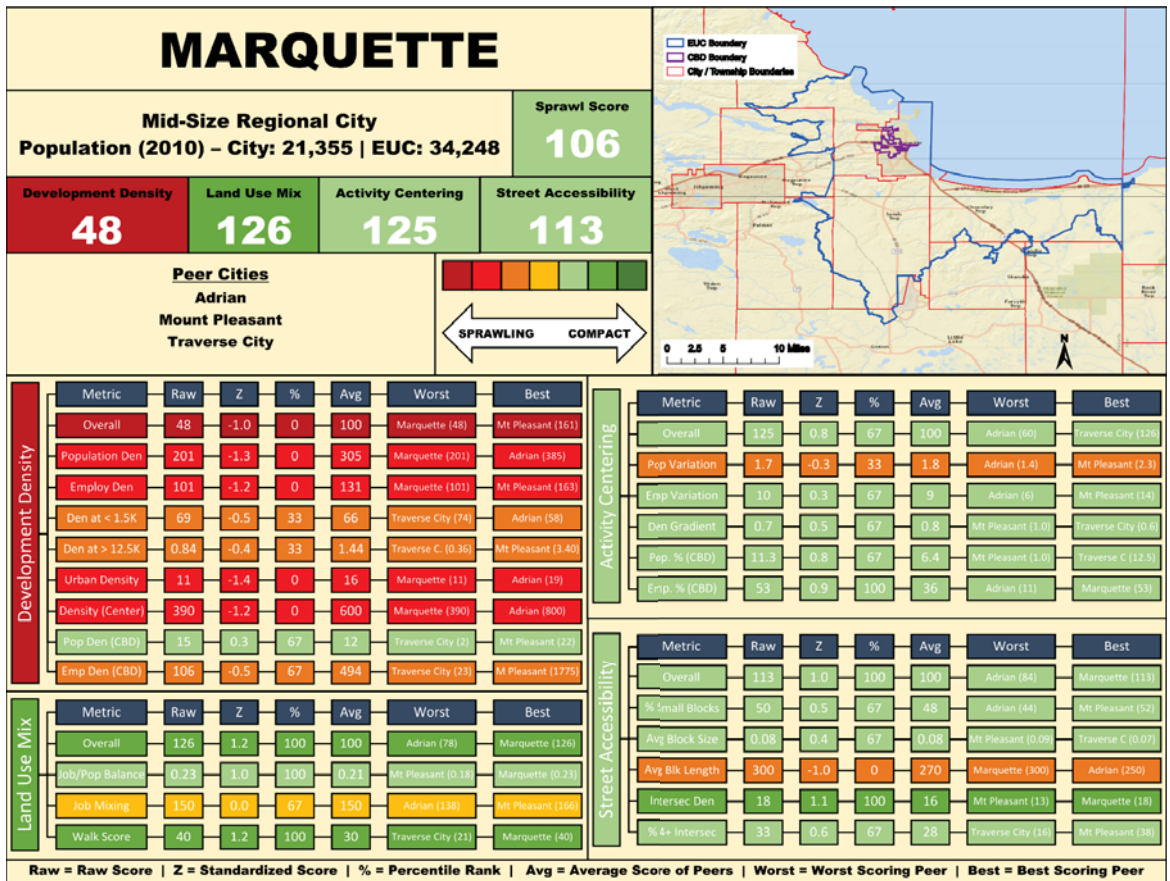 MARQUETTE
Mid-Size Regional City
Population (2010) – City: 21,355 | EUC: 34,248
Sprawl Score
106
Development Density
48
Land Use Mix
126
Activity Centering
125
Street Accessibility
113
Peer Cities
Adrian
Mount Pleasant
Traverse City
SPRAWLING COMPACT
EUC Boundary
CBD Boundary
City / Township Boundaries
0 2.5 5 10 Miles
N
Development Density
Metric Raw Z % Avg Worst Best
Overall 48 -1.0 0 100 Marquette (48) Mt Pleasant (161)
Population Den 201 -1.3 0 305 Marquette (201) Adrian (385)
Employ Den 101 -1.2 0 131 Marquette (101) Mt Pleasant (163)
Den at < 1.5K 69 -0.5 33 66 Traverse City (74) Adrian (58)
Den at > 12.5K 0.84 -0.4 33 1.44 Traverse C. (0.36) Mt Pleasant (3.40)
Urban Density 11 -1.4 0 16 Marquette (11) Adrian (19)
Density (Center) 390 -1.2 0 600 Marquette (390) Adrian (800)
Pop Den (CBD) 15 0.3 67 12 Traverse City (2) Mt Pleasant (22)
Emp Den (CBD) 106 -0.5 67 494 Traverse City (23) M Pleasant (1775)
Land Use Mix
Metric Raw Z % Avg Worst Best
Overall 126 1.2 100 100 Adrian (78) Marquette (126)
Job/Pop Balance 0.23 1.0 100 0.21 Mt Pleasant (0.18) Marquette (0.23)
Job Mixing 150 0.0 67 150 Adrian (138) Mt Pleasant (166)
Walk Score 40 1.2 100 30 Traverse City (21) Marquette (40)
Activity Centering
Metric Raw Z % Avg Worst Best
Overall 125 0.8 67 100 Adrian (60) Traverse City (126)
Pop Variation 1.7 -0.3 33 1.8 Adrian (1.4) Mt Pleasant (2.3)
Emp Variation 10 0.3 67 9 Adrian (6) Mt Pleasant (14)
Den Gradient 0.7 0.5 67 0.8 Mt Pleasant (1.0) Traverse City (0.6)
Pop. % (CBD) 11.3 0.8 67 6.4 Mt Pleasant (1.0) Traverse C (12.5)
Emp. % (CBD) 53 0.9 100 36 Adrian (11) Marquette (53)
Street Accessibility
Metric Raw Z % Avg Worst Best
Overall 113 1.0 100 100 Adrian (84) Marquette (113)
% Small Blocks 50 0.5 67 48 Adrian (44) Mt Pleasant (52)
Avg Block Size 0.08 0.4 67 0.08 Mt Pleasant (0.09) Traverse C (0.07)
Avg Blk Length 300 -1.0 0 270 Marquette (300) Adrian (250)
Intersec Den 18 1.1 100 16 Mt Pleasant (13) Marquette (18)
% 4+ Intersec 33 0.6 67 28 Traverse City (16) Mt Pleasant (38)
Raw = Raw Score | Z = Standardized Score | % = Percentile Rank | Avg = Average Score of Peers | Worst = Worst Scoring Peer | Best = Best Scoring Peer